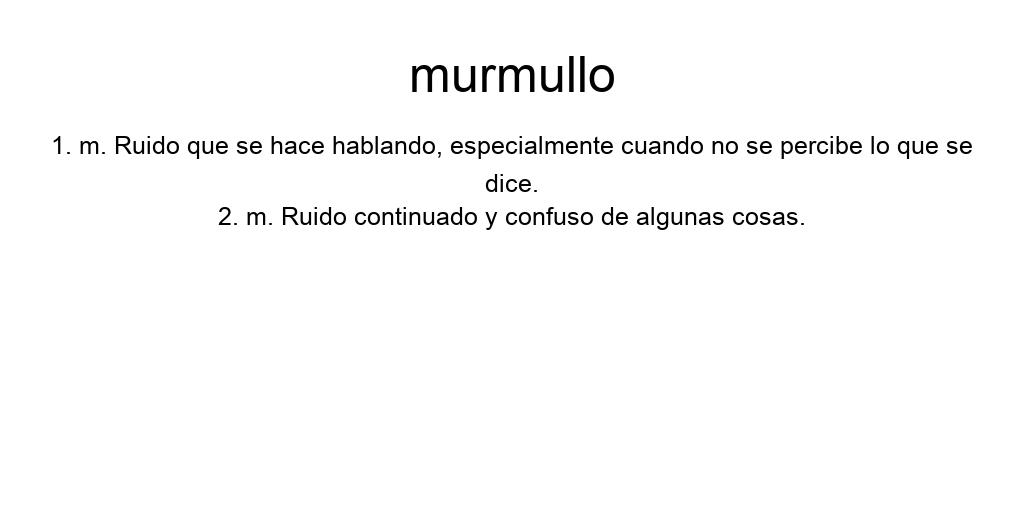 murmullo
1. m. Ruido que se hace hablando, especialmente cuando no se percibe lo que se
dice.
2. m. Ruido continuado y confuso de algunas cosas.